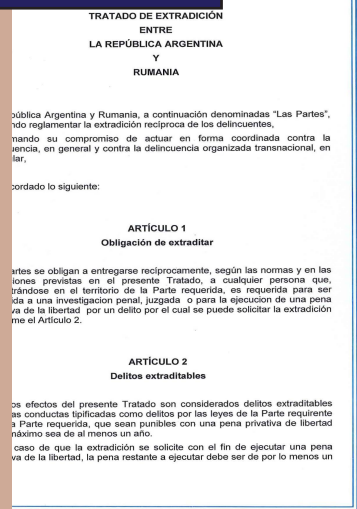 TRATADO DE EXTRADICIÓN
ENTRE
LA REPÚBLICA ARGENTINA
Y
RUMANIA
pública Argentina y Rumania, a continuación denominadas "Las Partes",
ndo reglamentar la extradición recíproca de los delincuentes,
mando su compromiso de actuar en forma coordinada contra la
uencia, en general y contra la delincuencia organizada transnacional, en
lar,
cordado lo siguiente:
ARTÍCULO 1
Obligación de extraditar
artes se obligan a entregarse recíprocamente, según las normas y en las
iones previstas en el presente Tratado, a cualquier persona que,
trándose en el territorio de la Parte requerida, es requerida para ser
ida a una investigacion penal, juzgada o para la ejecucion de una pena
va de la libertad por un delito por el cual se puede solicitar la extradición
me el Artículo 2.
ARTÍCULO 2
Delitos extraditables
os efectos del presente Tratado son considerados delitos extraditables
as conductas tipificadas como delitos por las leyes de la Parte requirente
a Parte requerida, que sean punibles con una pena privativa de libertad
máximo sea de al menos un año.
caso de que la extradición se solicite con el fin de ejecutar una pena
va de la libertad, la pena restante a ejecutar debe ser de por lo menos un